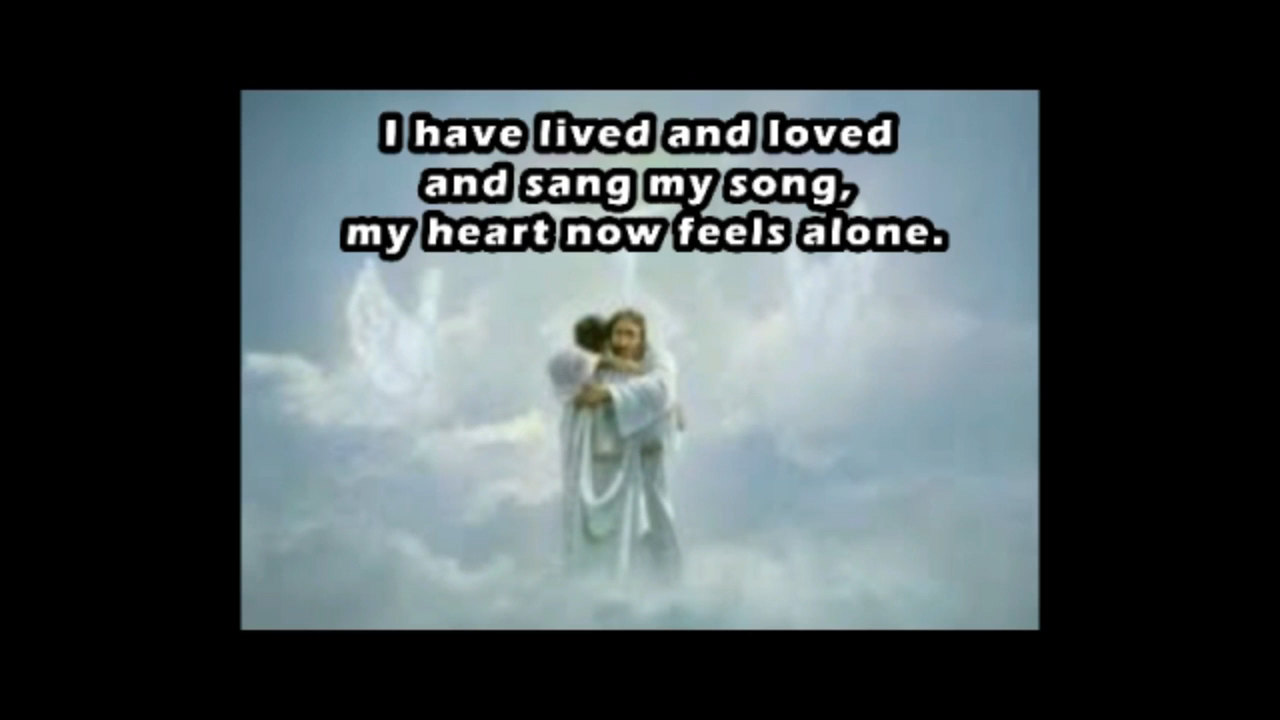 I have lived and loved
and sang my song,
my heart now feels alone.